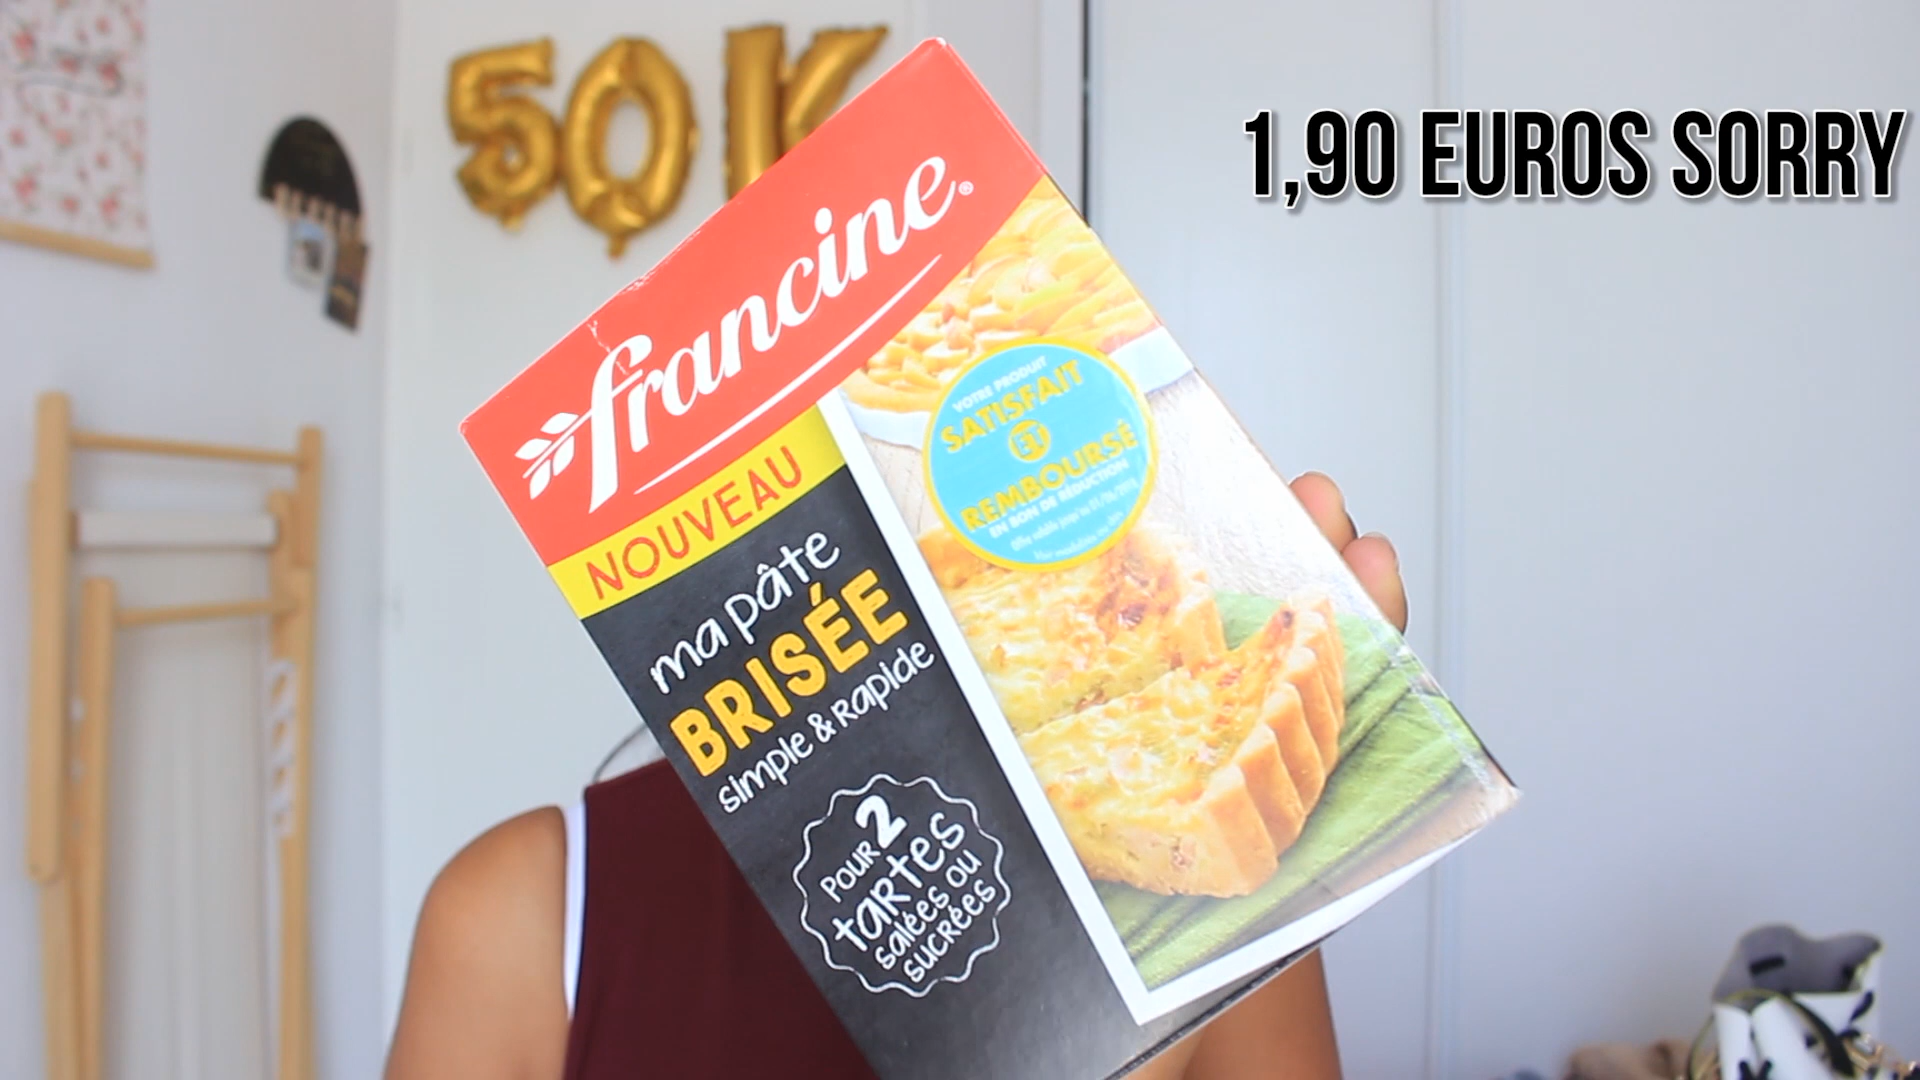 50K
1,90 EUROS SORRY
francine®
NOUVEAU
ma pâte
BRISÉE
simple & rapide
POUR 2
tartes
salées ou
sucrées
VOTRE PRODUIT
SATISFAIT
ET
REMBOURSÉ
EN BON DE RÉDUCTION